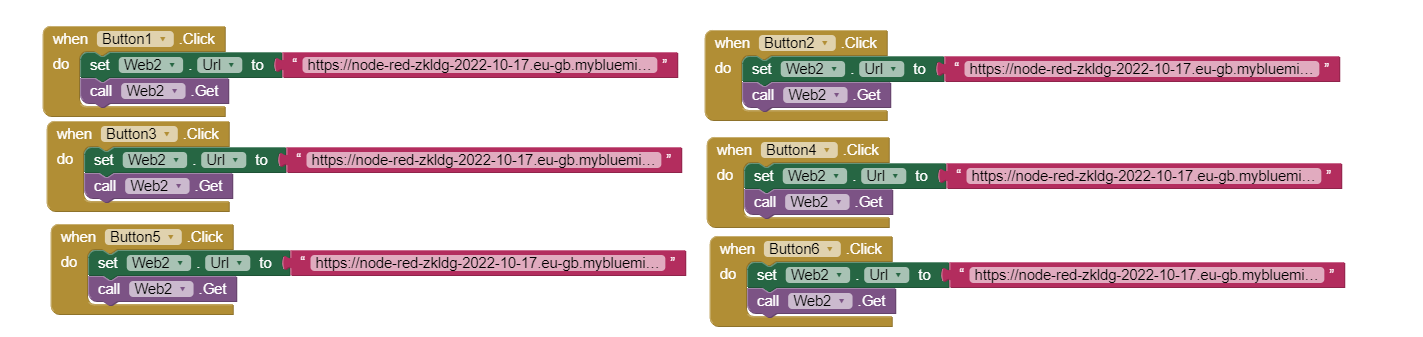 when Button1 .Click
do set Web2 . Url to " https://node-red-zkldg-2022-10-17.eu-gb.mybluemi... "
call Web2 .Get
when Button2 .Click
do set Web2 . Url to " https://node-red-zkldg-2022-10-17.eu-gb.mybluemi... "
call Web2 .Get
when Button3 .Click
do set Web2 . Url to " https://node-red-zkldg-2022-10-17.eu-gb.mybluemi... "
call Web2 .Get
when Button4 .Click
do set Web2 . Url to " https://node-red-zkldg-2022-10-17.eu-gb.mybluemi... "
call Web2 .Get
when Button5 .Click
do set Web2 . Url to " https://node-red-zkldg-2022-10-17.eu-gb.mybluemi... "
call Web2 .Get
when Button6 .Click
do set Web2 . Url to " https://node-red-zkldg-2022-10-17.eu-gb.mybluemi... "
call Web2 .Get